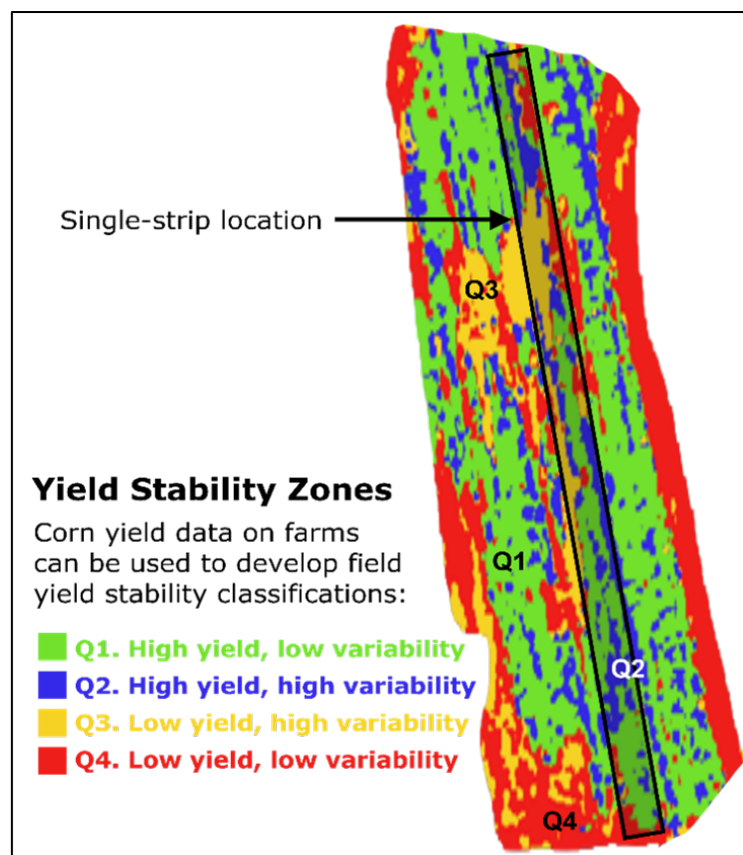 Single-strip location
Q3
Yield Stability Zones
Corn yield data on farms
can be used to develop field
yield stability classifications:
Q1
Q1. High yield, low variability
Q2. High yield, high variability
Q2
Q3. Low yield, high variability
Q4. Low yield, low variability
Q4